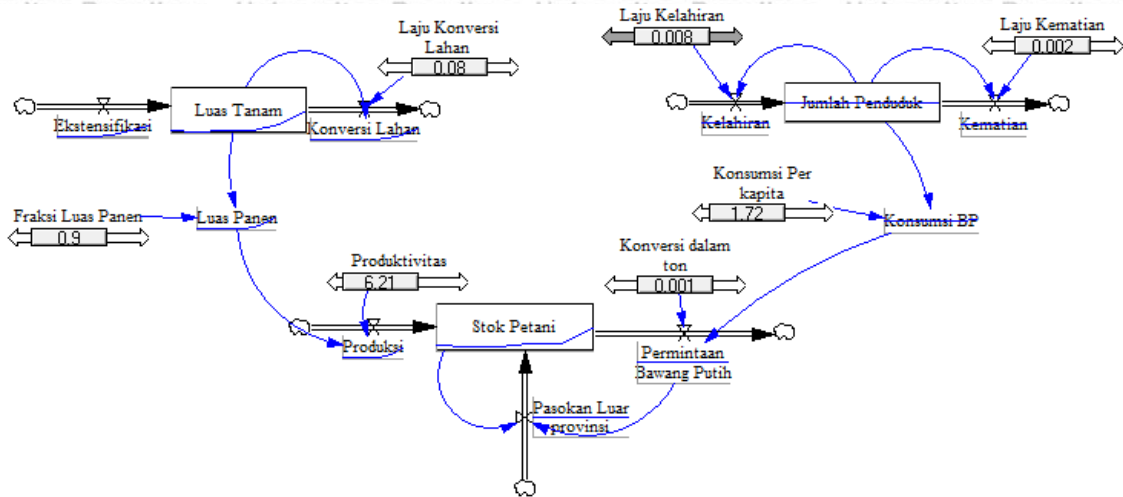 Laju Konversi
Lahan
0.08
Luas Tanam
Ekstensifikasi
Konversi Lahan
Laju Kelahiran
0.008
Laju Kematian
0.002
Jumlah Penduduk
Kelahiran
Kematian
Konsumsi Per
kapita
1.72
Konsumsi BP
Fraksi Luas Panen
0.9
Luas Panen
Produktivitas
6.21
Konversi dalam
ton
0.001
Stok Petani
Produksi
Permintaan
Bawang Putih
Pasokan Luar
provinsi